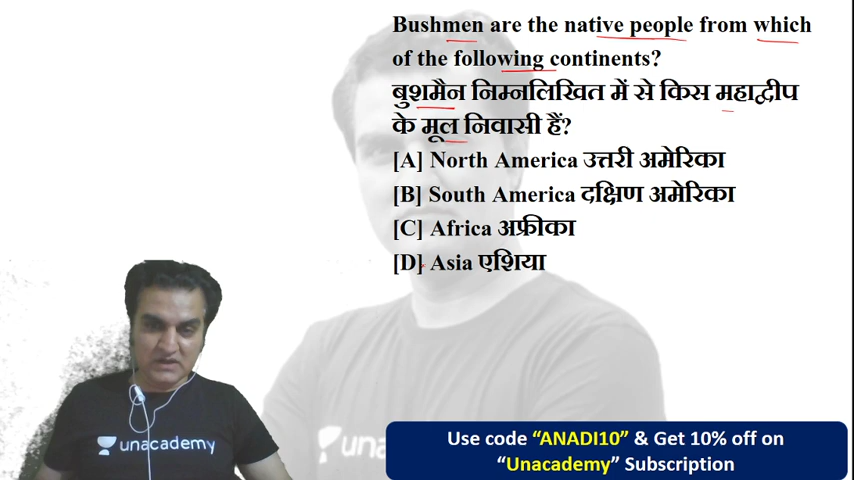 Bushmen are the native people from which
of the following continents?
बुशमैन निम्नलिखित में से किस महाद्वीप
के मूल निवासी हैं?
[A] North America उत्तरी अमेरिका
[B] South America दक्षिण अमेरिका
[C] Africa अफ्रीका
[D] Asia एशिया
unacademy
una
Use code “ANADI10” & Get 10% off on
“Unacademy” Subscription